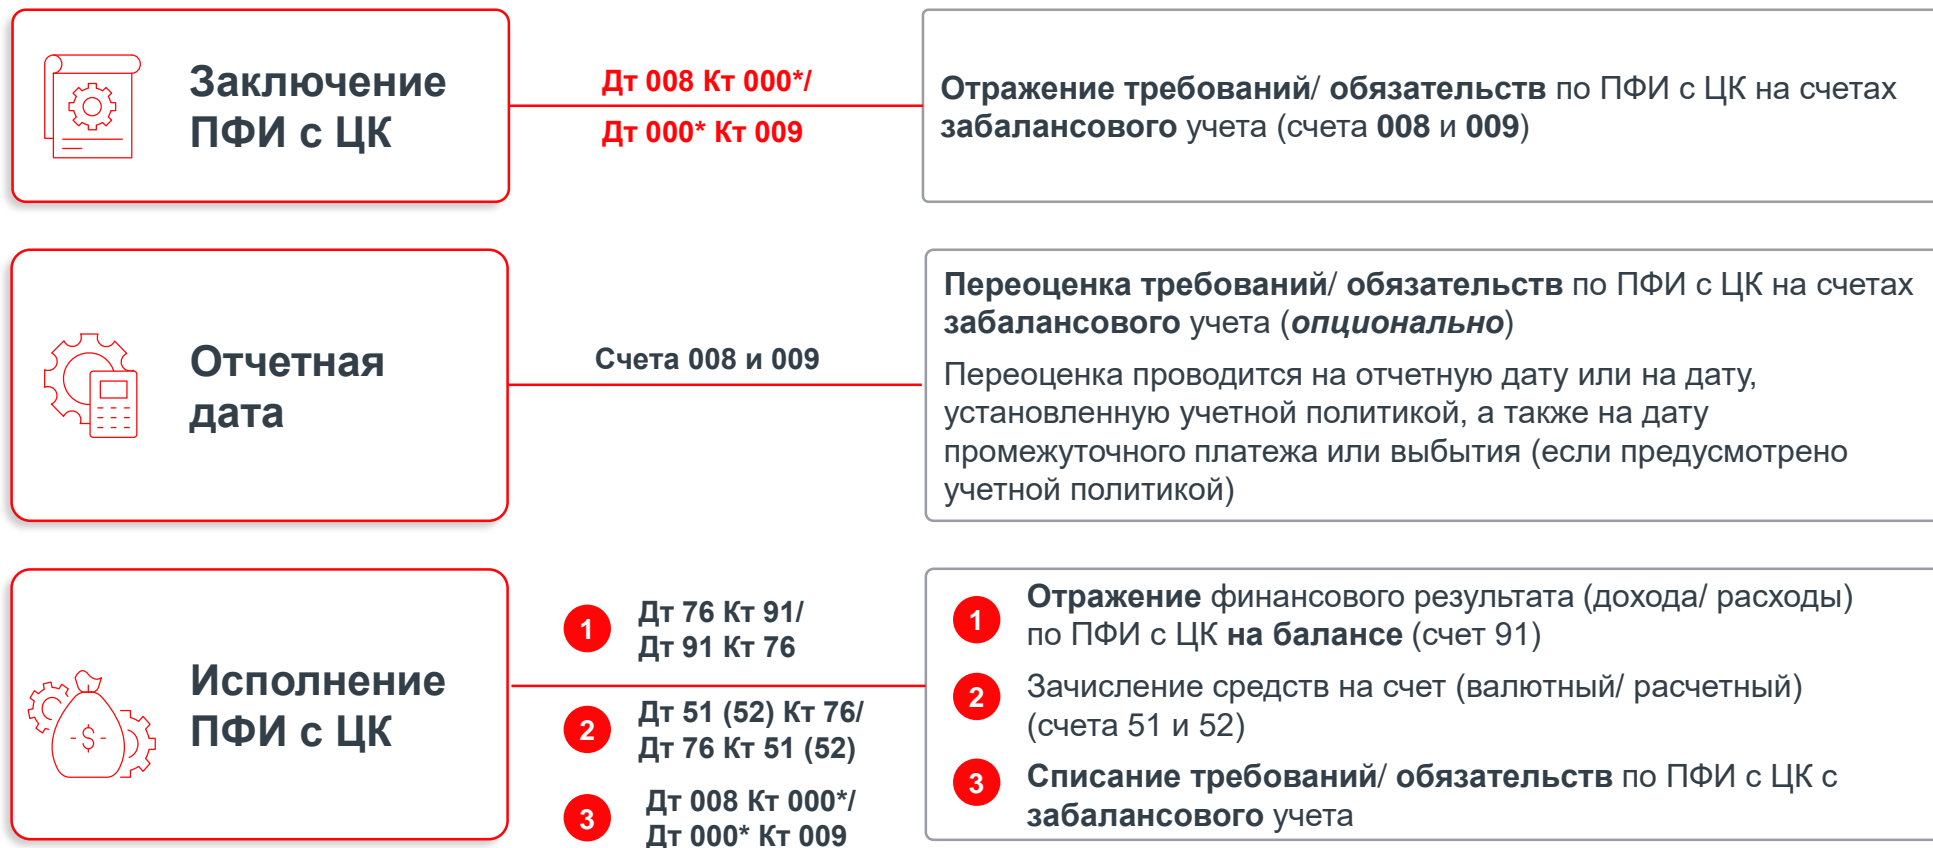 Заключение
ПФИ с ЦК
Дт 008 Кт 000*/
Дт 000* Кт 009
Отражение требований/ обязательств по ПФИ с ЦК на счетах
забалансового учета (счета 008 и 009)
Отчетная
дата
Счета 008 и 009
Переоценка требований/ обязательств по ПФИ с ЦК на счетах
забалансового учета (опционально)
Переоценка проводится на отчетную дату или на дату,
установленную учетной политикой, а также на дату
промежуточного платежа или выбытия (если предусмотрено
учетной политикой)
Исполнение
ПФИ с ЦК
-$-
1 Дт 76 Кт 91/
Дт 91 Кт 76
2 Дт 51 (52) Кт 76/
Дт 76 Кт 51 (52)
3 Дт 008 Кт 000*/
Дт 000* Кт 009
1 Отражение финансового результата (дохода/ расходы)
по ПФИ с ЦК на балансе (счет 91)
2 Зачисление средств на счет (валютный/ расчетный)
(счета 51 и 52)
3 Списание требований/ обязательств по ПФИ с ЦК с
забалансового учета